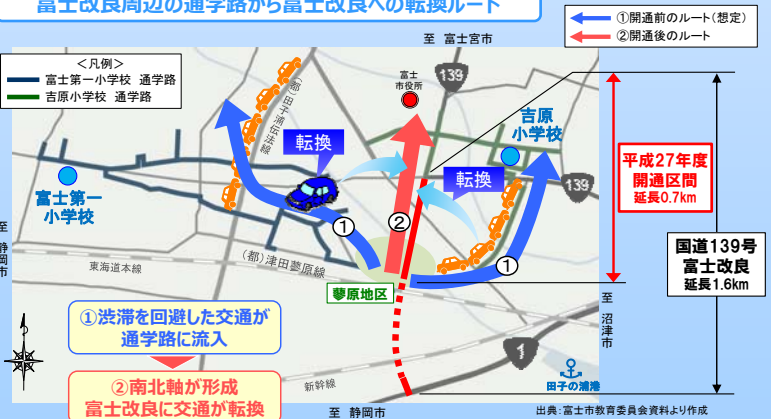 富士改良周辺の通学路から富士改良への転換ルート
①開通前のルート(想定)
②開通後のルート
至 富士宮市
＜凡例＞
富士第一小学校 通学路
吉原小学校 通学路
(都)田子浦伝法線
富士
市役所
139
吉原
小学校
転換
転換
139
富士第一
小学校
平成27年度
開通区間
延長0.7km
①
②
①
国道139号
富士改良
延長1.6km
至 静岡市
東海道本線
(都)津田蓼原線
蓼原地区
至 沼津市
①渋滞を回避した交通が
通学路に流入
②南北軸が形成
富士改良に交通が転換
新幹線
1
田子の浦港
至 静岡市
出典：富士市教育委員会資料より作成